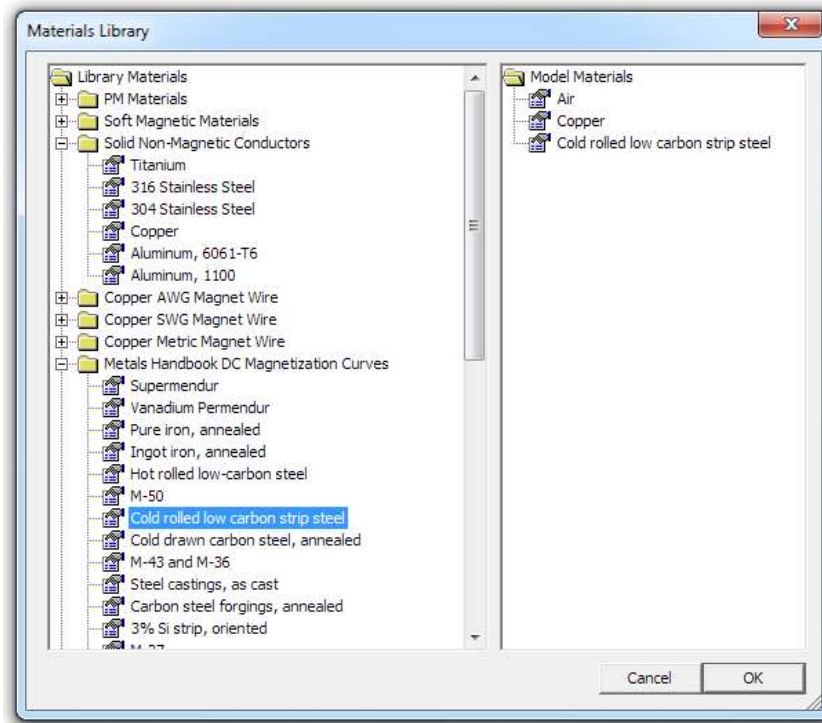 Materials Library
Library Materials
PM Materials
Soft Magnetic Materials
Solid Non-Magnetic Conductors
Titanium
316 Stainless Steel
304 Stainless Steel
Copper
Aluminum, 6061-T6
Aluminum, 1100
Copper AWG Magnet Wire
Copper SWG Magnet Wire
Copper Metric Magnet Wire
Metals Handbook DC Magnetization Curves
Supermendur
Vanadium Permendur
Pure iron, annealed
Ingot iron, annealed
Hot rolled low-carbon steel
M-50
Cold rolled low carbon strip steel
Cold drawn carbon steel, annealed
M-43 and M-36
Steel castings, as cast
Carbon steel forgings, annealed
3% Si strip, oriented
Model Materials
Air
Copper
Cold rolled low carbon strip steel
Cancel
OK